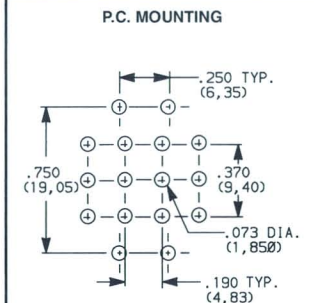 P.C. MOUNTING
.250 TYP.
(6,35)
.750
(19,05)
.370
(9,40)
.073 DIA.
(1,850)
.190 TYP.
(4,83)